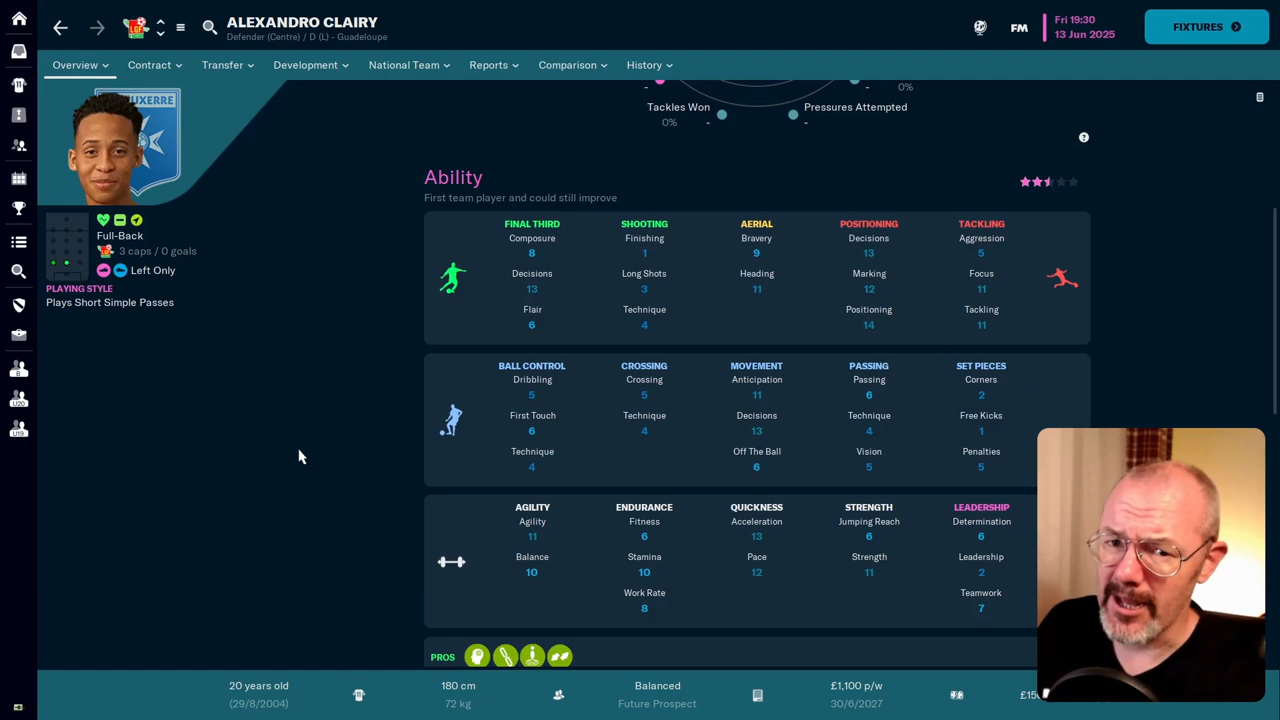 ALEXANDRO CLAIRY
Defender (Centre) / D (L) - Guadeloupe
LGF
FM
Fri 19:30
13 Jun 2025
FIXTURES
Overview
Contract
Transfer
Development
National Team
Reports
Comparison
History
AUXERRE
-
Tackles Won
0%
-
-
0%
Pressures Attempted
-
?
Ability
First team player and could still improve
Full-Back
3 caps / 0 goals
Left Only
PLAYING STYLE
Plays Short Simple Passes
FINAL THIRD
Composure
8
Decisions
13
Flair
6
SHOOTING
Finishing
1
Long Shots
3
Technique
4
AERIAL
Bravery
9
Heading
11
POSITIONING
Decisions
13
Marking
12
Positioning
14
TACKLING
Aggression
5
Focus
11
Tackling
11
BALL CONTROL
Dribbling
5
First Touch
6
Technique
4
CROSSING
Crossing
5
Technique
4
MOVEMENT
Anticipation
11
Decisions
13
Off The Ball
6
PASSING
Passing
6
Technique
4
Vision
5
SET PIECES
Corners
2
Free Kicks
1
Penalties
5
AGILITY
Agility
11
Balance
10
ENDURANCE
Fitness
6
Stamina
10
Work Rate
8
QUICKNESS
Acceleration
13
Pace
12
STRENGTH
Jumping Reach
6
Strength
11
LEADERSHIP
Determination
6
Leadership
2
Teamwork
7
PROS
11
B
U20
U19
20 years old
(29/8/2004)
180 cm
72 kg
Balanced
Future Prospect
£1,100 p/w
30/6/2027